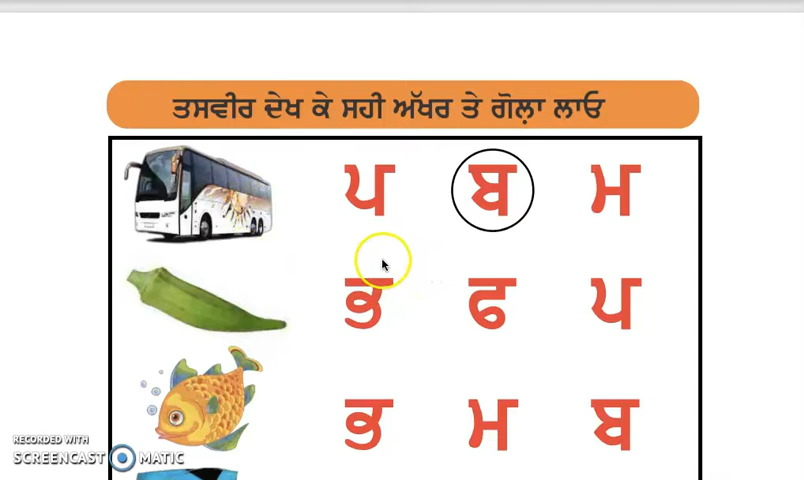 ਤਸਵੀਰ ਦੇਖ ਕੇ ਸਹੀ ਅੱਖਰ ਤੇ ਗੋਲ਼ਾ ਲਾਓ
ਪ ਬ ਮ
ਭ ਫ ਪ
ਭ ਮ ਬ
RECORDED WITH
SCREENCAST MATIC